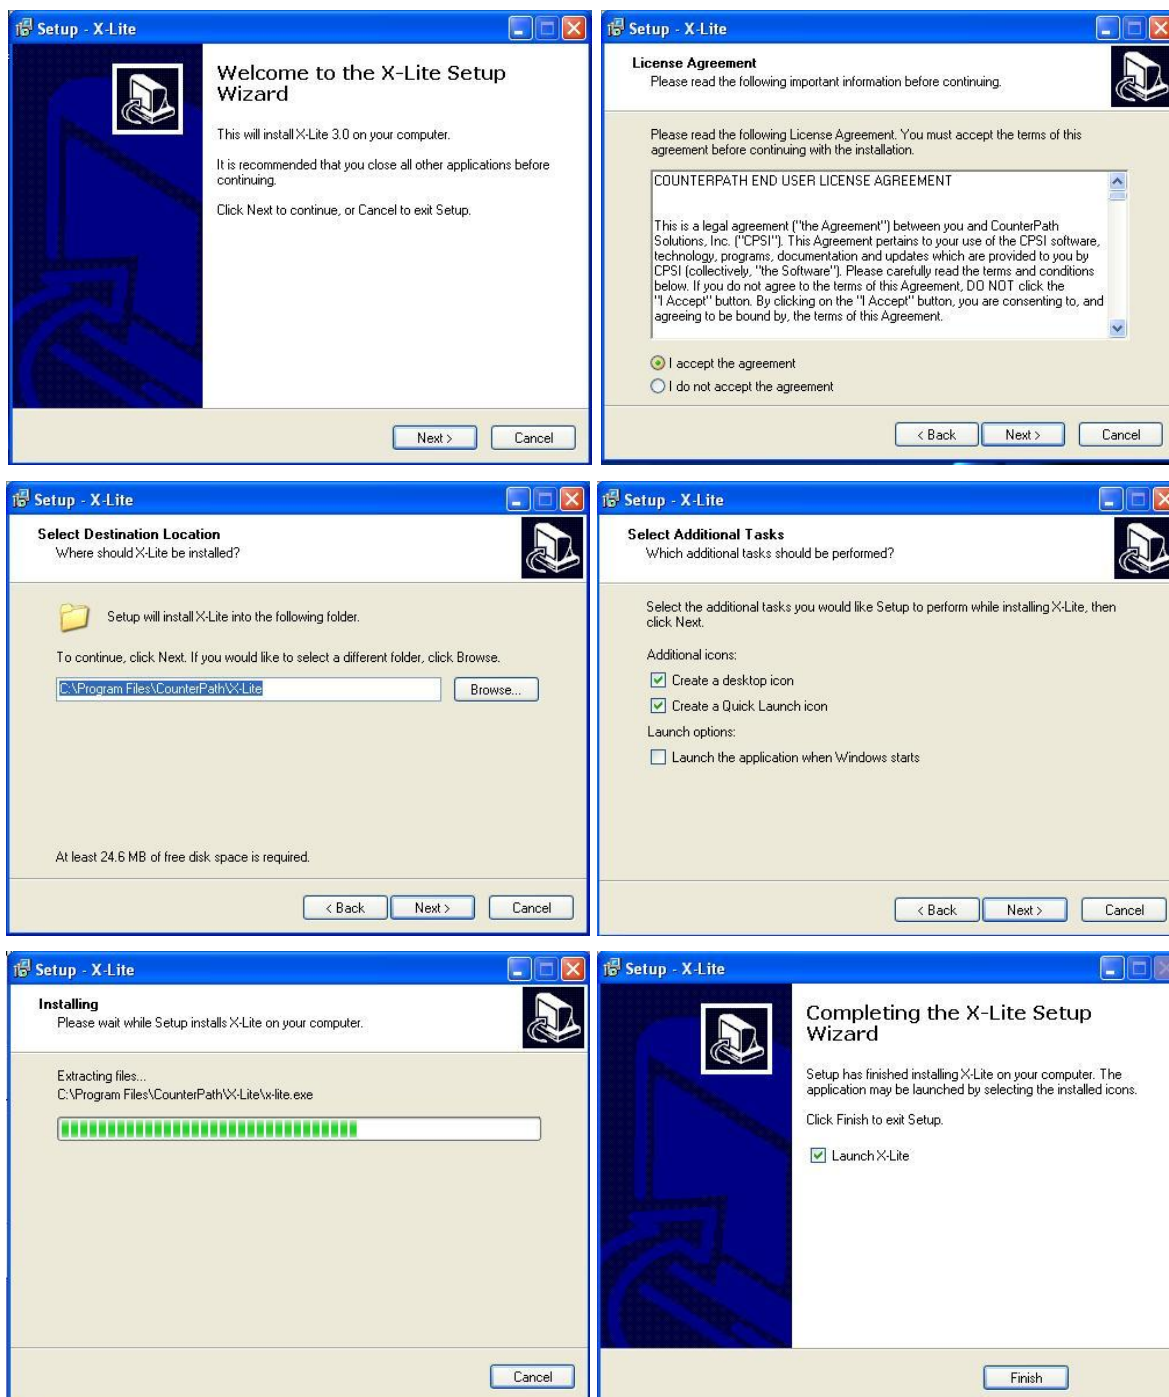 Setup - X-Lite
Welcome to the X-Lite Setup
Wizard
This will install X-Lite 3.0 on your computer.
It is recommended that you close all other applications before
continuing.
Click Next to continue, or Cancel to exit Setup.
Next >
Cancel
Setup - X-Lite
License Agreement
Please read the following important information before continuing.
Please read the following License Agreement. You must accept the terms of this
agreement before continuing with the installation.
COUNTERPATH END USER LICENSE AGREEMENT
This is a legal agreement ("the Agreement") between you and CounterPath
Solutions, Inc. ("CPSI"). This Agreement pertains to your use of the CPSI software,
technology, programs, documentation and updates which are provided to you by
CPSI (collectively, "the Software"). Please carefully read the terms and conditions
below. If you do not agree to the terms of this Agreement, DO NOT click the
"I Accept" button. By clicking on the "I Accept" button, you are consenting to, and
agreeing to be bound by, the terms of this Agreement.
I accept the agreement
I do not accept the agreement
< Back
Next >
Cancel
Setup - X-Lite
Select Destination Location
Where should X-Lite be installed?
Setup will install X-Lite into the following folder.
To continue, click Next. If you would like to select a different folder, click Browse.
C:\Program Files\CounterPath\X-Lite
Browse...
At least 24.6 MB of free disk space is required.
< Back
Next >
Cancel
Setup - X-Lite
Select Additional Tasks
Which additional tasks should be performed?
Select the additional tasks you would like Setup to perform while installing X-Lite, then
click Next.
Additional icons:
Create a desktop icon
Create a Quick Launch icon
Launch options:
Launch the application when Windows starts
< Back
Next >
Cancel
Setup - X-Lite
Installing
Please wait while Setup installs X-Lite on your computer.
Extracting files...
C:\Program Files\CounterPath\X-Lite\x-lite.exe
Cancel
Setup - X-Lite
Completing the X-Lite Setup
Wizard
Setup has finished installing X-Lite on your computer. The
application may be launched by selecting the installed icons.
Click Finish to exit Setup.
Launch X-Lite
Finish